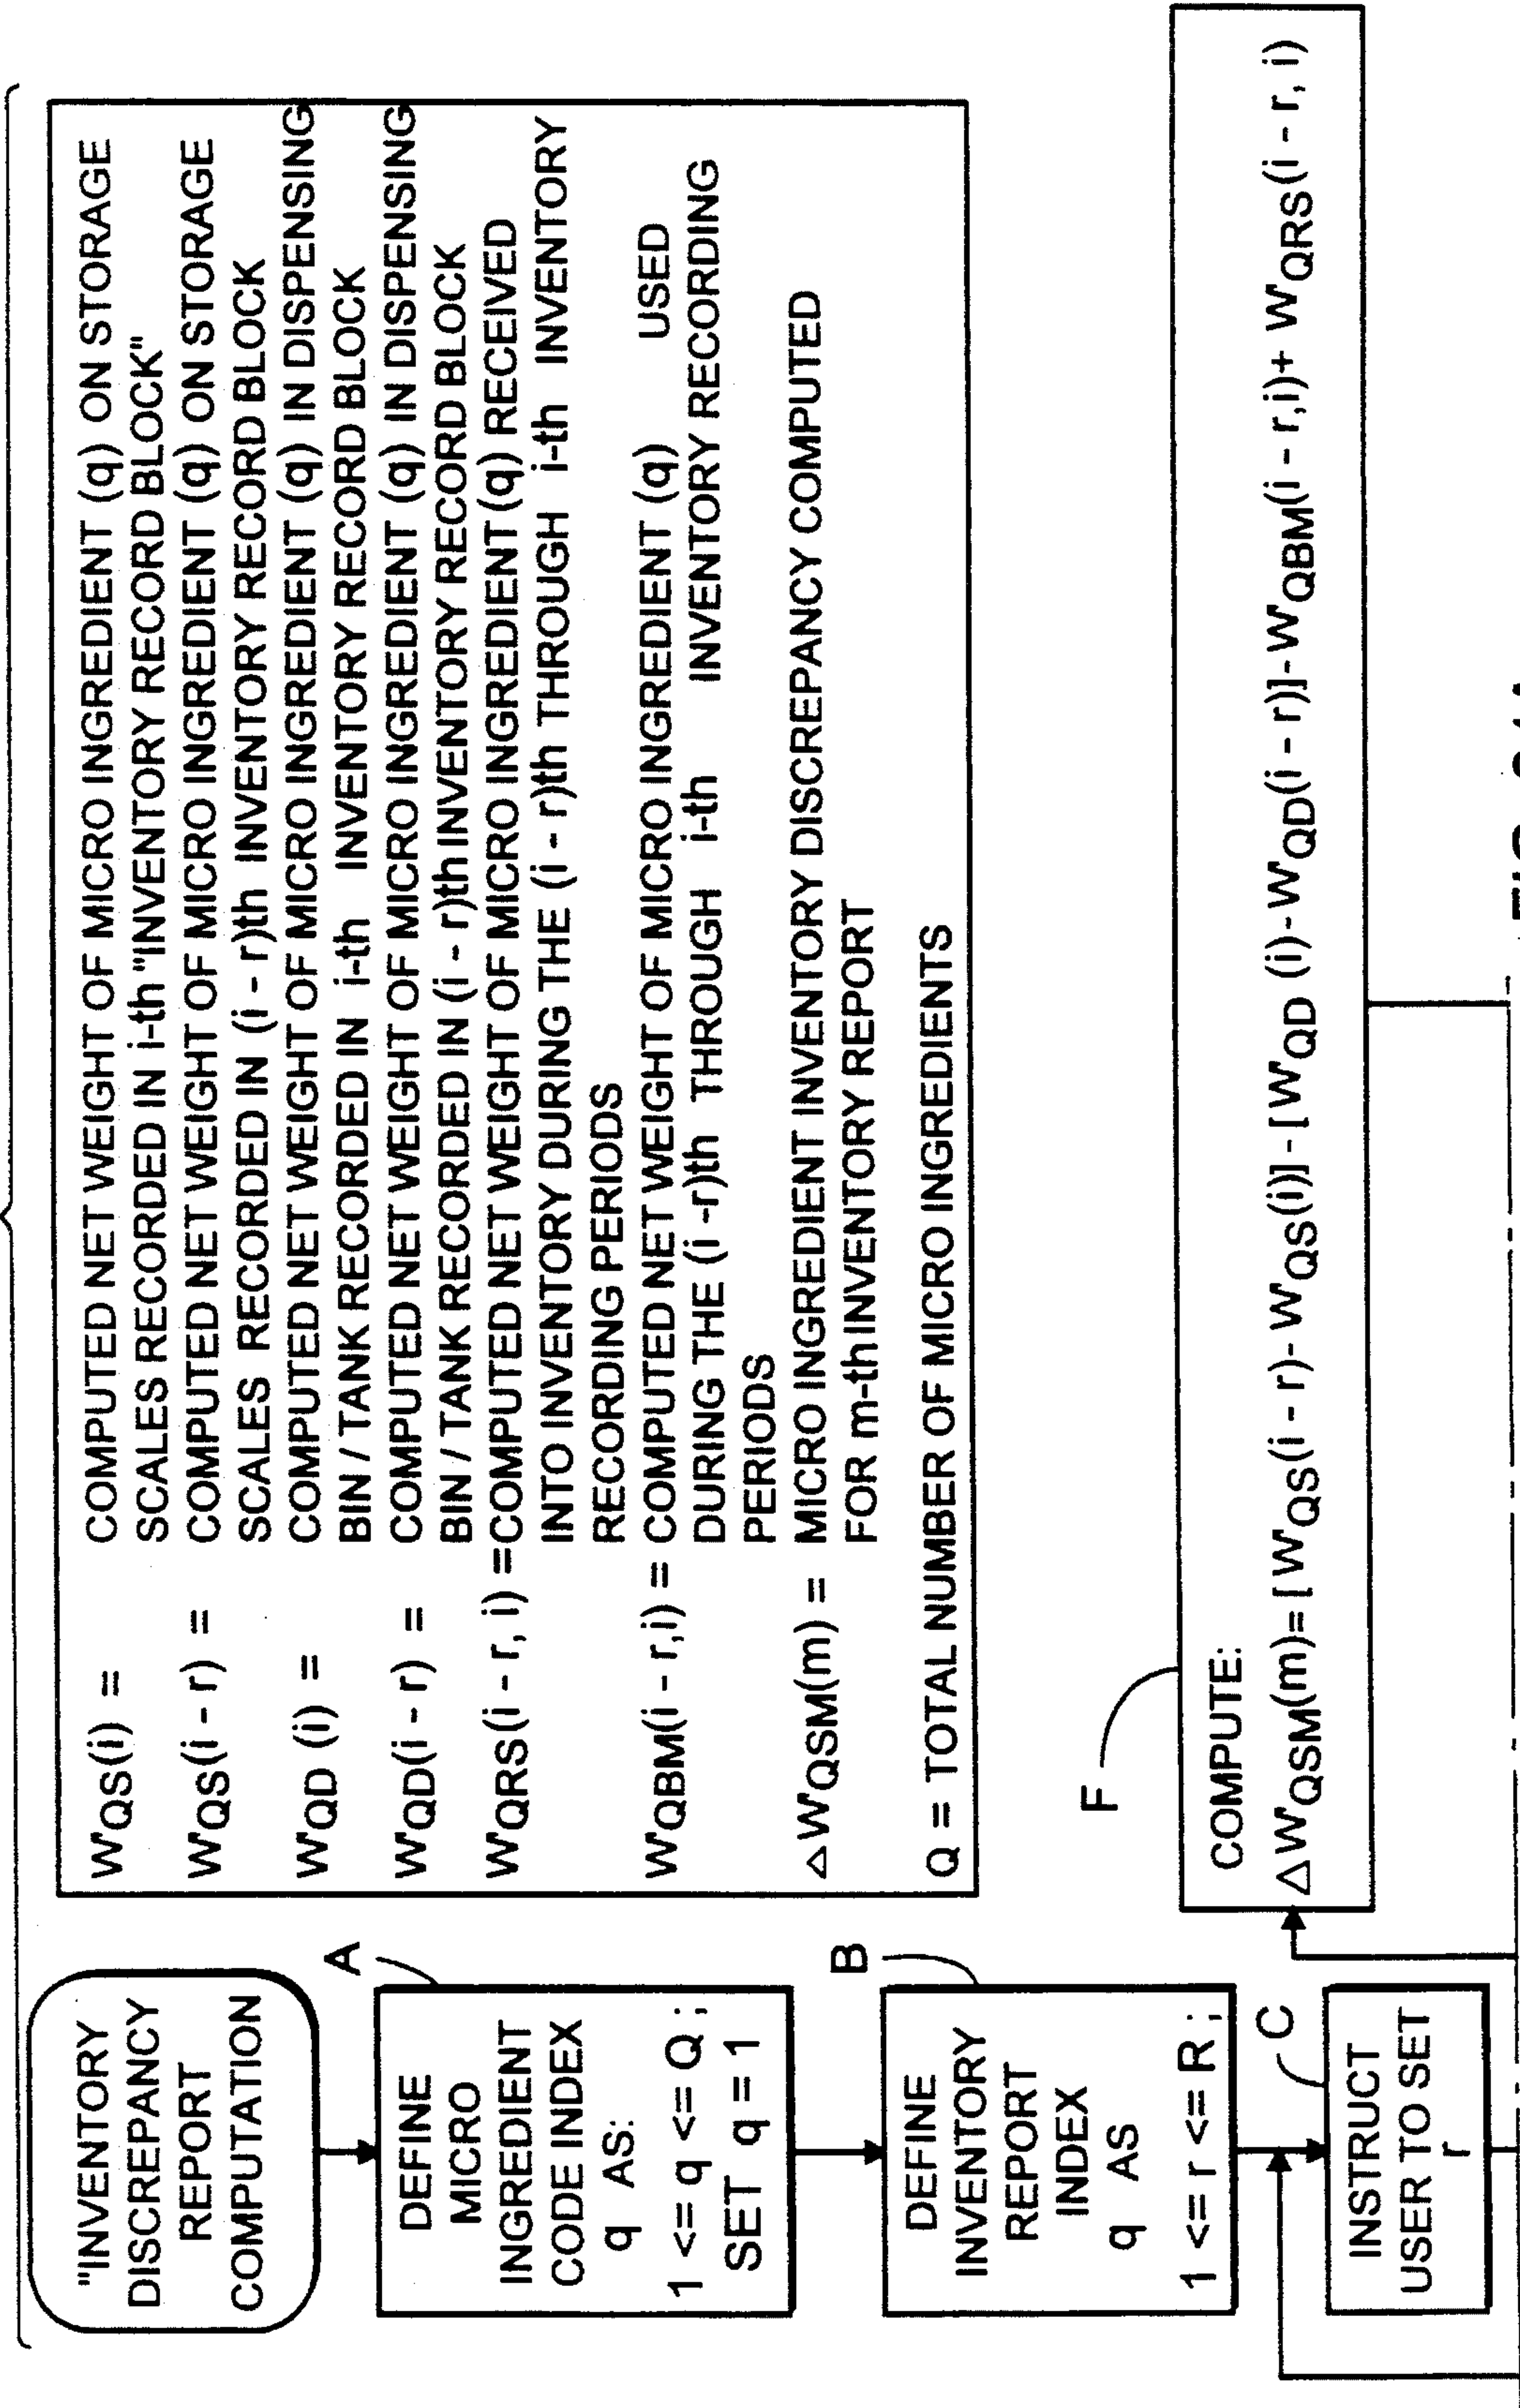 "INVENTORY
DISCREPANCY
REPORT
COMPUTATION
A
DEFINE
MICRO
INGREDIENT
CODE INDEX
q AS:
1 <= q <= Q ;
SET q = 1
B
DEFINE
INVENTORY
REPORT
INDEX
q AS
1 <= r <= R ;
C
INSTRUCT
USER TO SET
r
WQS(i) = COMPUTED NET WEIGHT OF MICRO INGREDIENT (q) ON STORAGE
SCALES RECORDED IN i-th "INVENTORY RECORD BLOCK"
WQS(i - r) = COMPUTED NET WEIGHT OF MICRO INGREDIENT (q) ON STORAGE
SCALES RECORDED IN (i - r)th INVENTORY RECORD BLOCK
WQD (i) = COMPUTED NET WEIGHT OF MICRO INGREDIENT (q) IN DISPENSING
BIN / TANK RECORDED IN i-th INVENTORY RECORD BLOCK
WQD(i - r) = COMPUTED NET WEIGHT OF MICRO INGREDIENT (q) IN DISPENSING
BIN / TANK RECORDED IN (i - r)th INVENTORY RECORD BLOCK
WQRS(i - r, i) =COMPUTED NET WEIGHT OF MICRO INGREDIENT (q) RECEIVED
INTO INVENTORY DURING THE (i - r)th THROUGH i-th INVENTORY
RECORDING PERIODS
WQBM(i - r,i) = COMPUTED NET WEIGHT OF MICRO INGREDIENT (q) USED
DURING THE (i -r)th THROUGH i-th INVENTORY RECORDING
PERIODS
△WQSM(m) = MICRO INGREDIENT INVENTORY DISCREPANCY COMPUTED
FOR m-th INVENTORY REPORT
Q = TOTAL NUMBER OF MICRO INGREDIENTS
F
COMPUTE:
△WQSM(m)= [ WQS(i - r)- WQS(i)] - [WQD (i)- WQD(i - r)]- WQBM(i - r,i)+ WQRS(i - r, i)